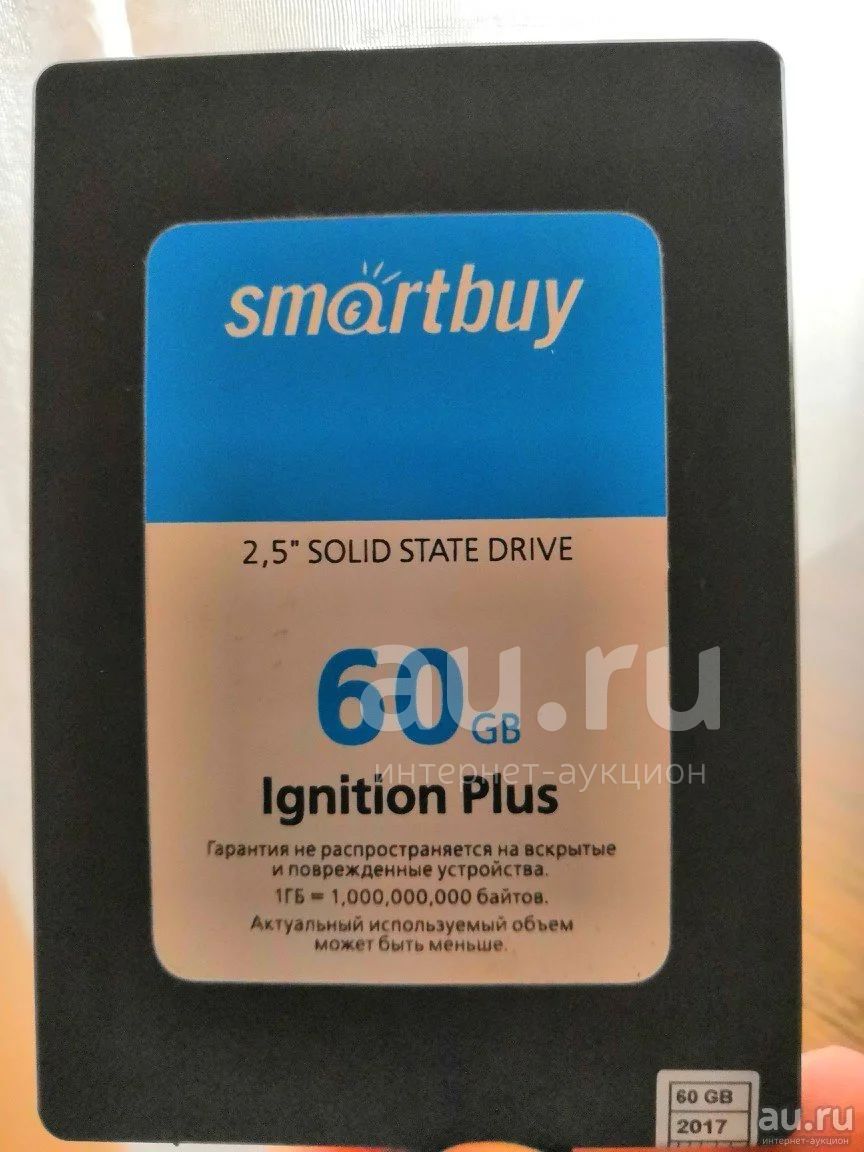 smartbuy
2,5" SOLID STATE DRIVE
60 GB
au.ru
интернет-аукцион
Ignition Plus
Гарантия не распространяется на вскрытые
и поврежденные устройства.
1ГБ = 1,000,000,000 байтов.
Актуальный используемый объем
может быть меньше.
60 GB
2017
au.ru
интернет-аукцион